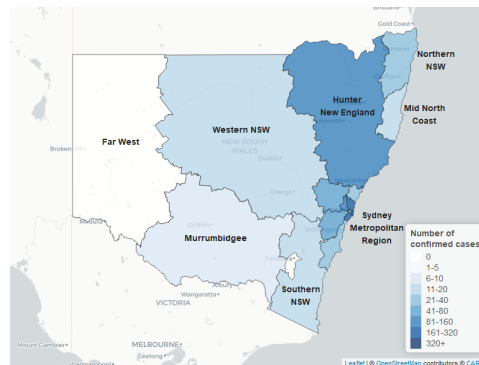 Gold Coast
Northern
NSW
Hunter
New England
Mid North
Coast
Western NSW
Far West
NEW SOUTH
WALES
Dubbo
Broken
Orange
Griffith
Mildura
Murrumbidgee
Sydney
Metropolitan
Region
Albury
Wangaratta
Southern
NSW
VICTORIA
MELBOURNE
Mount Gambier
Geelong
Warrnambool
Number of
confirmed cases
0
1-5
6-10
11-20
21-40
41-80
81-160
161-320
320+
Leaflet | © OpenStreetMap contributors © CAR